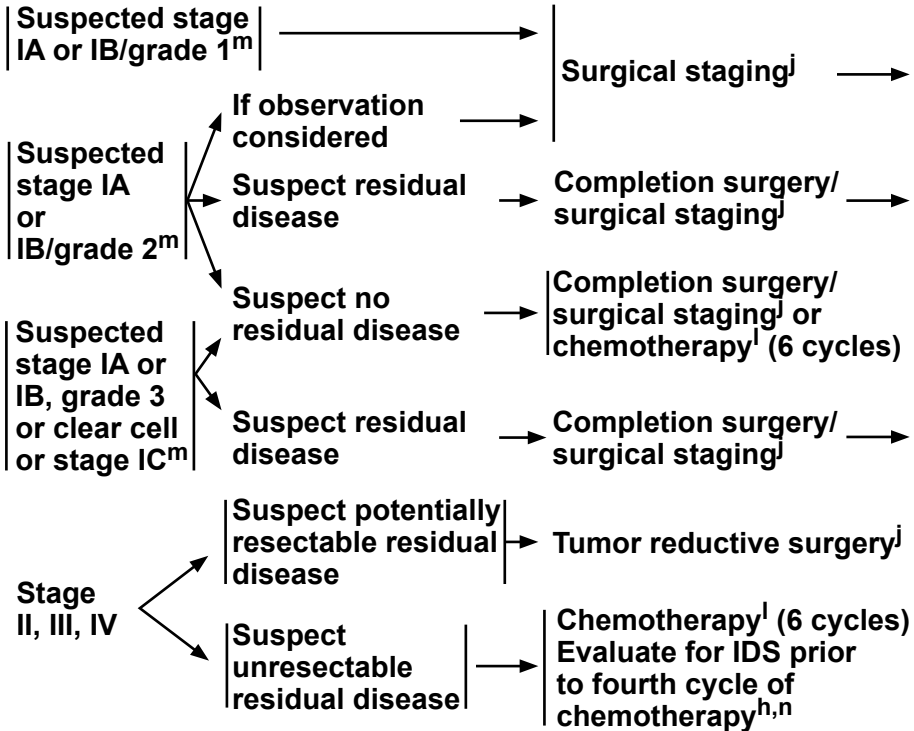 Suspected stage
IA or IB/grade 1m
Surgical stagingj
If observation
considered
Suspected
stage IA
or
IB/grade 2m
Suspect residual
disease
Completion surgery/
surgical stagingj
Suspect no
residual disease
Completion surgery/
surgical stagingj or
chemotherapyl (6 cycles)
Suspected
stage IA or
IB, grade 3
or clear cell
or stage ICm
Suspect residual
disease
Completion surgery/
surgical stagingj
Stage
II, III, IV
Suspect potentially
resectable residual
disease
Tumor reductive surgeryj
Suspect
unresectable
residual disease
Chemotherapyl (6 cycles)
Evaluate for IDS prior
to fourth cycle of
chemotherapyh,n